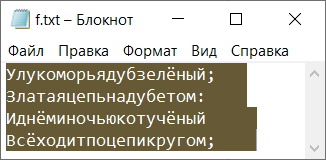 f.txt – Блокнот
Файл Правка Формат Вид Справка
Улукоморьядубзелёный;
Златаяцепьнадубетом:
Иднёминочьюкотучёный
Всёходитпоцепикругом;